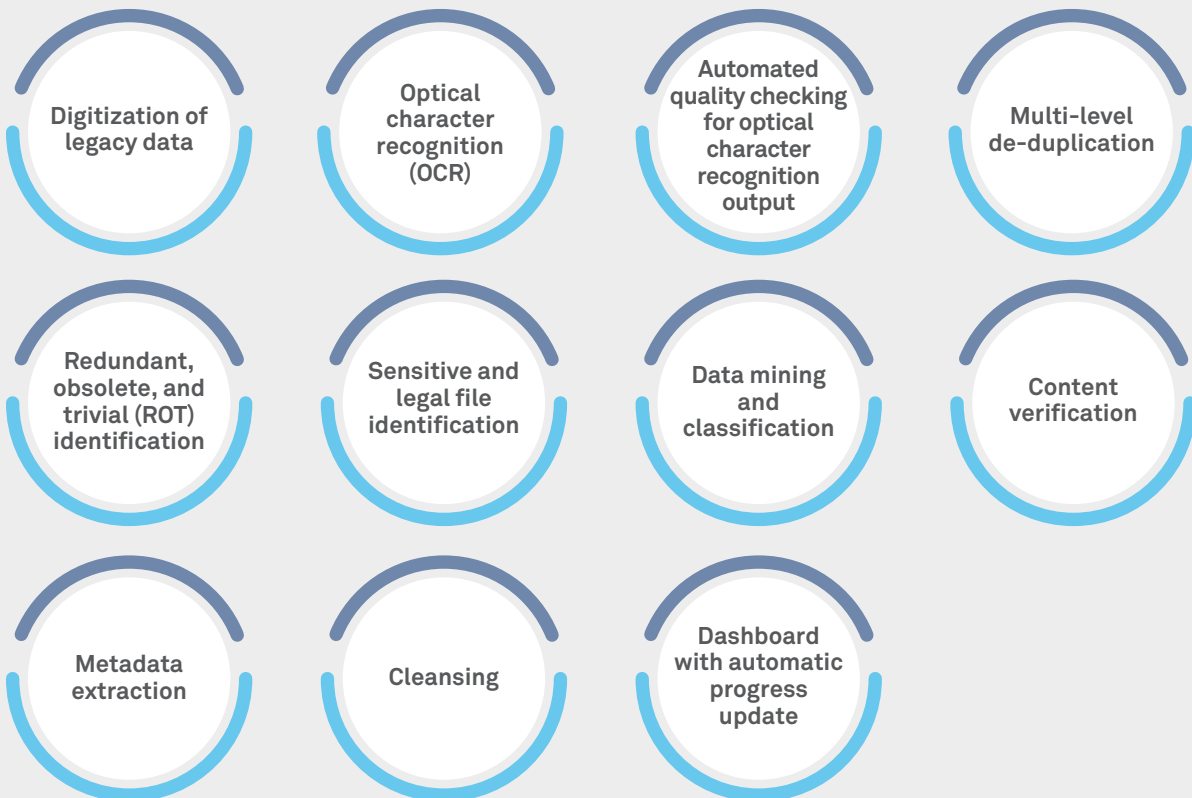 Digitization of
legacy data
Optical
character
recognition
(OCR)
Automated
quality checking
for optical
character
recognition
output
Multi-level
de-duplication
Redundant,
obsolete, and
trivial (ROT)
identification
Sensitive and
legal file
identification
Data mining
and
classification
Content
verification
Metadata
extraction
Cleansing
Dashboard
with automatic
progress
update